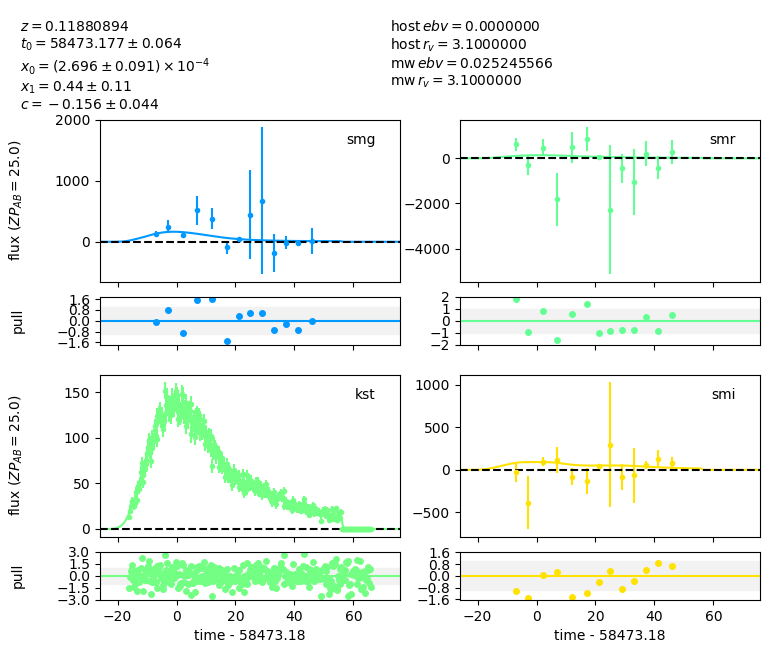 z = 0.11880894
t₀ = 58473.177 ± 0.064
x₀ = (2.696 ± 0.091) × 10⁻⁴
x₁ = 0.44 ± 0.11
c = −0.156 ± 0.044
host ebv = 0.0000000
host r_v = 3.1000000
mw ebv = 0.025245566
mw r_v = 3.1000000
flux (ZP_AB = 25.0)
2000
1000
0
smg
0
−2000
−4000
smr
pull
1.6
0.8
0.0
−0.8
−1.6
2
1
0
−1
−2
flux (ZP_AB = 25.0)
150
100
50
0
kst
1000
500
0
−500
smi
pull
3.0
1.5
0.0
−1.5
−3.0
−20 0 20 40 60
time - 58473.18
1.6
0.8
0.0
−0.8
−1.6
−20 0 20 40 60
time - 58473.18